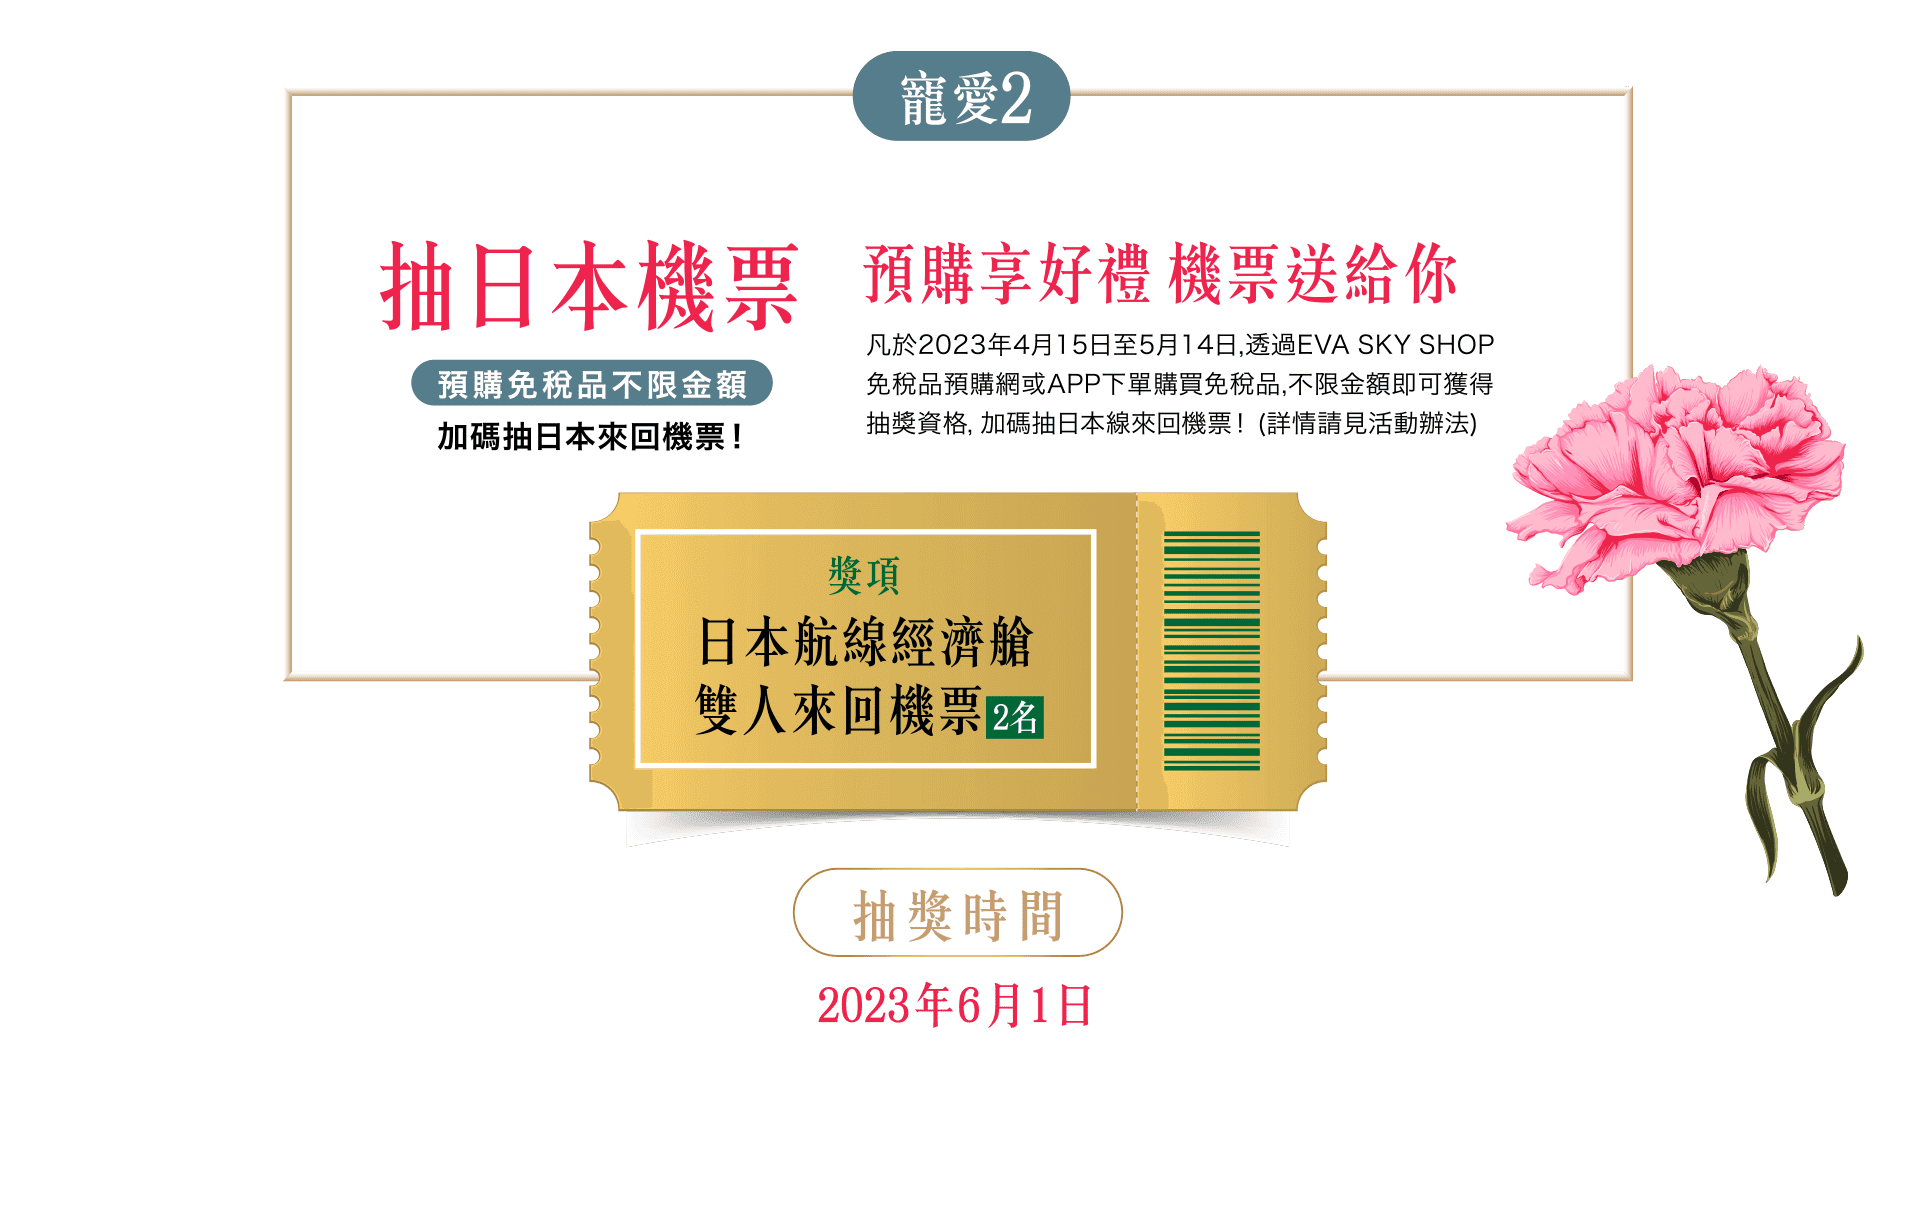 寵愛2
抽日本機票
預購免稅品不限金額
加碼抽日本來回機票！
預購享好禮 機票送給你
凡於2023年4月15日至5月14日,透過EVA SKY SHOP
免稅品預購網或APP下單購買免稅品,不限金額即可獲得
抽獎資格, 加碼抽日本線來回機票！(詳情請見活動辦法)
獎項
日本航線經濟艙
雙人來回機票 2名
抽獎時間
2023年6月1日